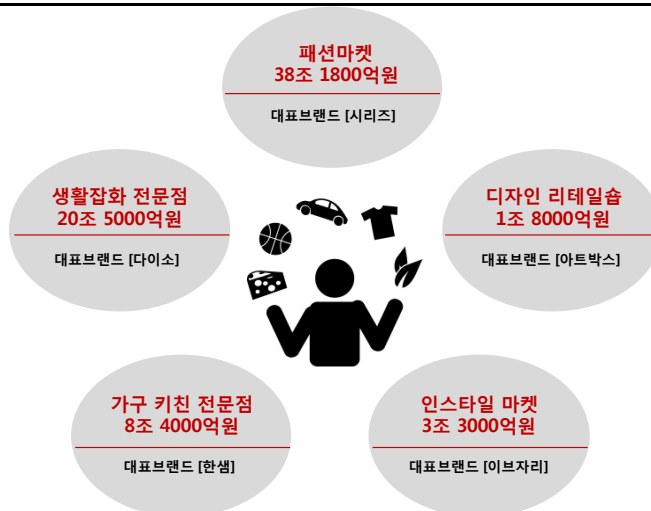 패션마켓
38조 1800억원
대표브랜드 [시리즈]
생활잡화 전문점
20조 5000억원
대표브랜드 [다이소]
디자인 리테일숍
1조 8000억원
대표브랜드 [아트박스]
가구 키친 전문점
8조 4000억원
대표브랜드 [한샘]
인스타일 마켓
3조 3000억원
대표브랜드 [이브자리]